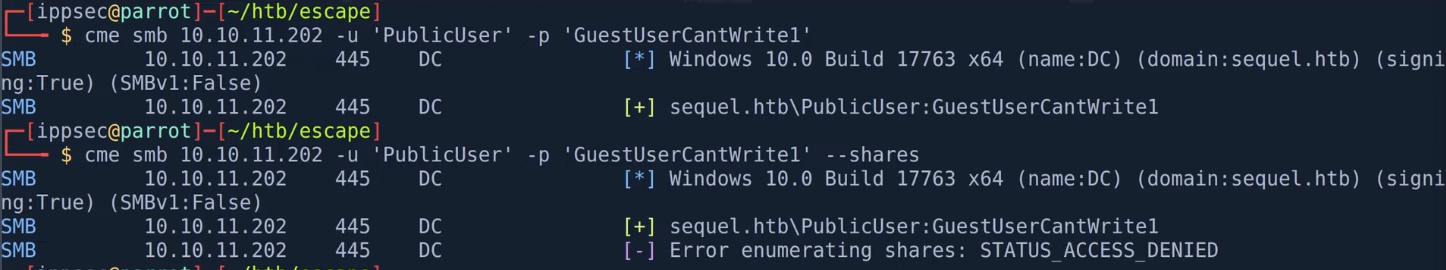 ┌─[ippsec@parrot]─[~/htb/escape]
└──╼ $ cme smb 10.10.11.202 -u 'PublicUser' -p 'GuestUserCantWrite1'
SMB         10.10.11.202    445    DC               [*] Windows 10.0 Build 17763 x64 (name:DC) (domain:sequel.htb) (signi
ng:True) (SMBv1:False)
SMB         10.10.11.202    445    DC               [+] sequel.htb\PublicUser:GuestUserCantWrite1
┌─[ippsec@parrot]─[~/htb/escape]
└──╼ $ cme smb 10.10.11.202 -u 'PublicUser' -p 'GuestUserCantWrite1' --shares
SMB         10.10.11.202    445    DC               [*] Windows 10.0 Build 17763 x64 (name:DC) (domain:sequel.htb) (signi
ng:True) (SMBv1:False)
SMB         10.10.11.202    445    DC               [+] sequel.htb\PublicUser:GuestUserCantWrite1
SMB         10.10.11.202    445    DC               [-] Error enumerating shares: STATUS_ACCESS_DENIED
┌─[ippsec@parrot]─[~/htb/escape]